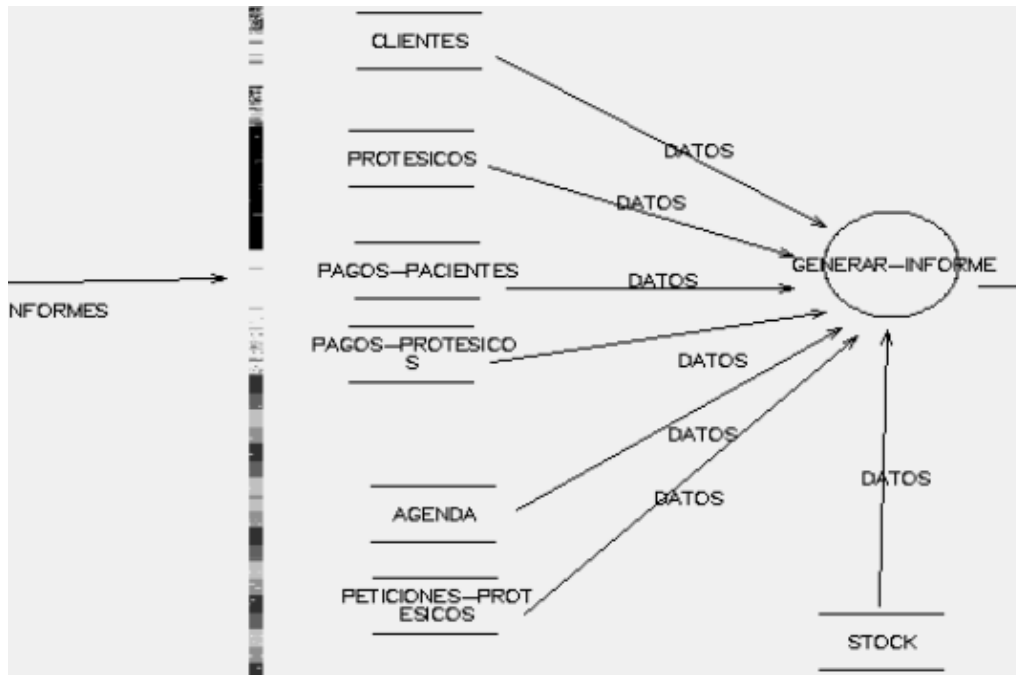 CLIENTES
DATOS
PROTESICOS
DATOS
PAGOS-PACIENTES
DATOS
GENERAR-INFORME
NFORMES
PAGOS-PROTESICO
S
DATOS
DATOS
AGENDA
DATOS
DATOS
PETICIONES-PROT
ESICOS
STOCK